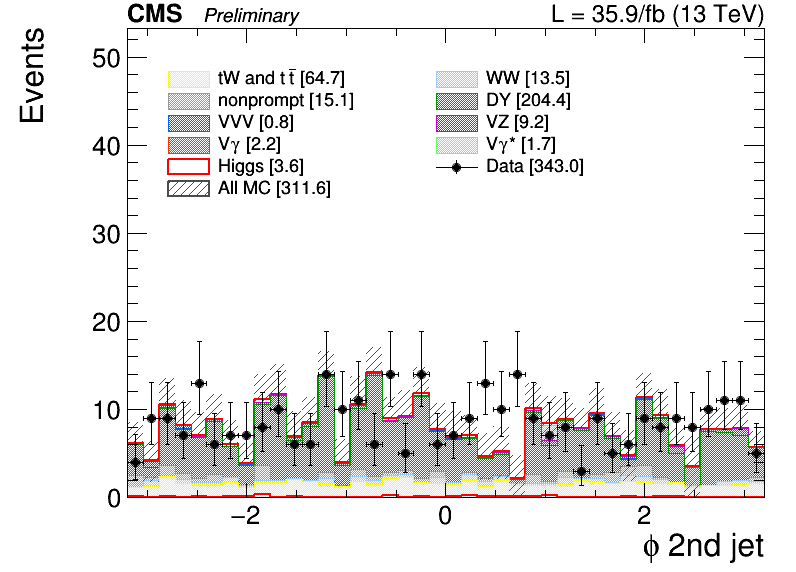 CMS Preliminary L = 35.9/fb (13 TeV)
Events
50
40
30
20
10
0
tW and t t̄ [64.7] WW [13.5]
nonprompt [15.1] DY [204.4]
VVV [0.8] VZ [9.2]
Vγ [2.2] Vγ* [1.7]
Higgs [3.6] Data [343.0]
All MC [311.6]
−2 0 2
ϕ 2nd jet